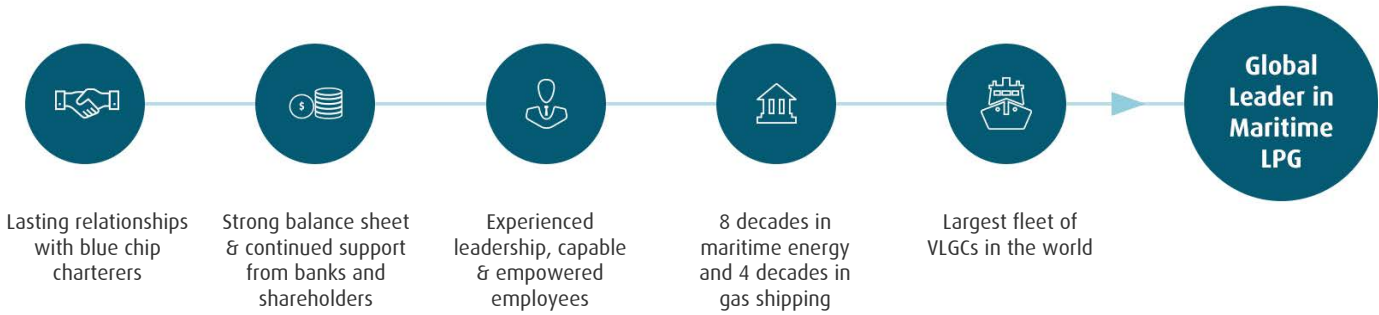 Lasting relationships
with blue chip
charterers
Strong balance sheet
& continued support
from banks and
shareholders
Experienced
leadership, capable
& empowered
employees
8 decades in
maritime energy
and 4 decades in
gas shipping
Largest fleet of
VLGCs in the world
Global
Leader in
Maritime
LPG